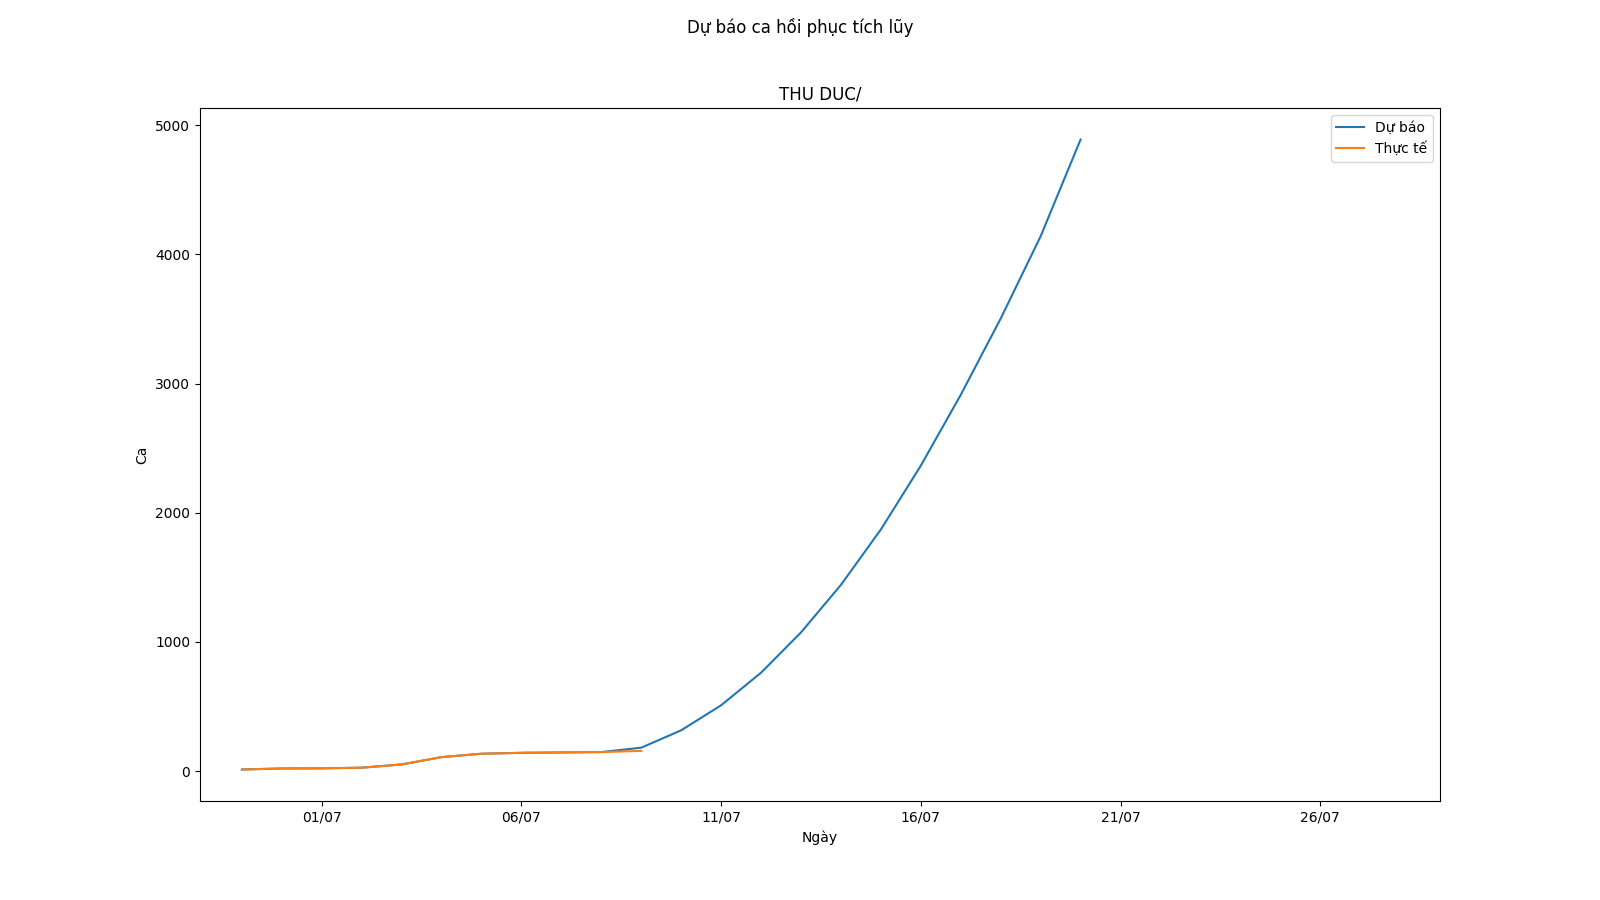 Dự báo ca hồi phục tích lũy
THU DUC/
Dự báo
Thực tế
5000
4000
3000
2000
1000
0
Ca
01/07
06/07
11/07
16/07
21/07
26/07
Ngày